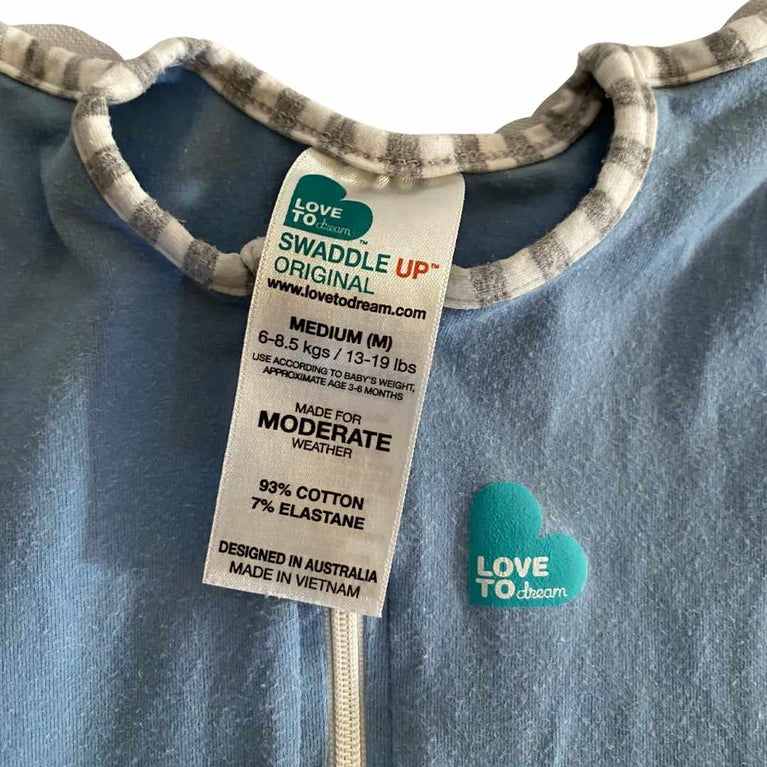 LOVE
TO dream™
SWADDLE UP™
ORIGINAL
www.lovetodream.com
MEDIUM (M)
6-8.5 kgs / 13-19 lbs
USE ACCORDING TO BABY'S WEIGHT,
APPROXIMATE AGE 3-6 MONTHS
MADE FOR
MODERATE
WEATHER
93% COTTON
7% ELASTANE
DESIGNED IN AUSTRALIA
MADE IN VIETNAM
LOVE
TO dream